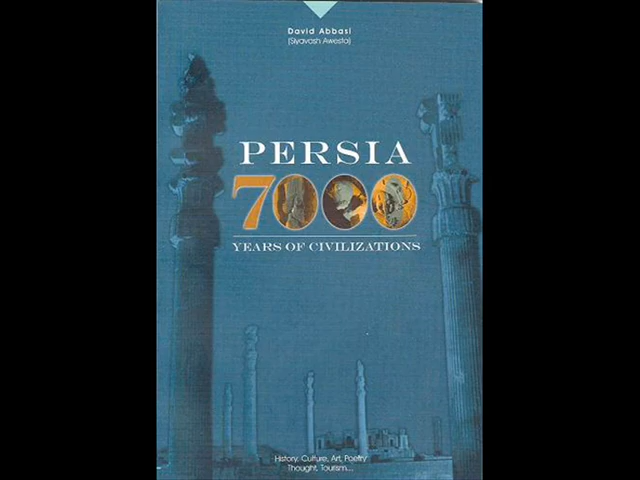 David Abbasi
(Siyavash Awesta)
PERSIA
7000
YEARS OF CIVILIZATIONS
History, Culture, Art, Poetry
Thought, Tourism...